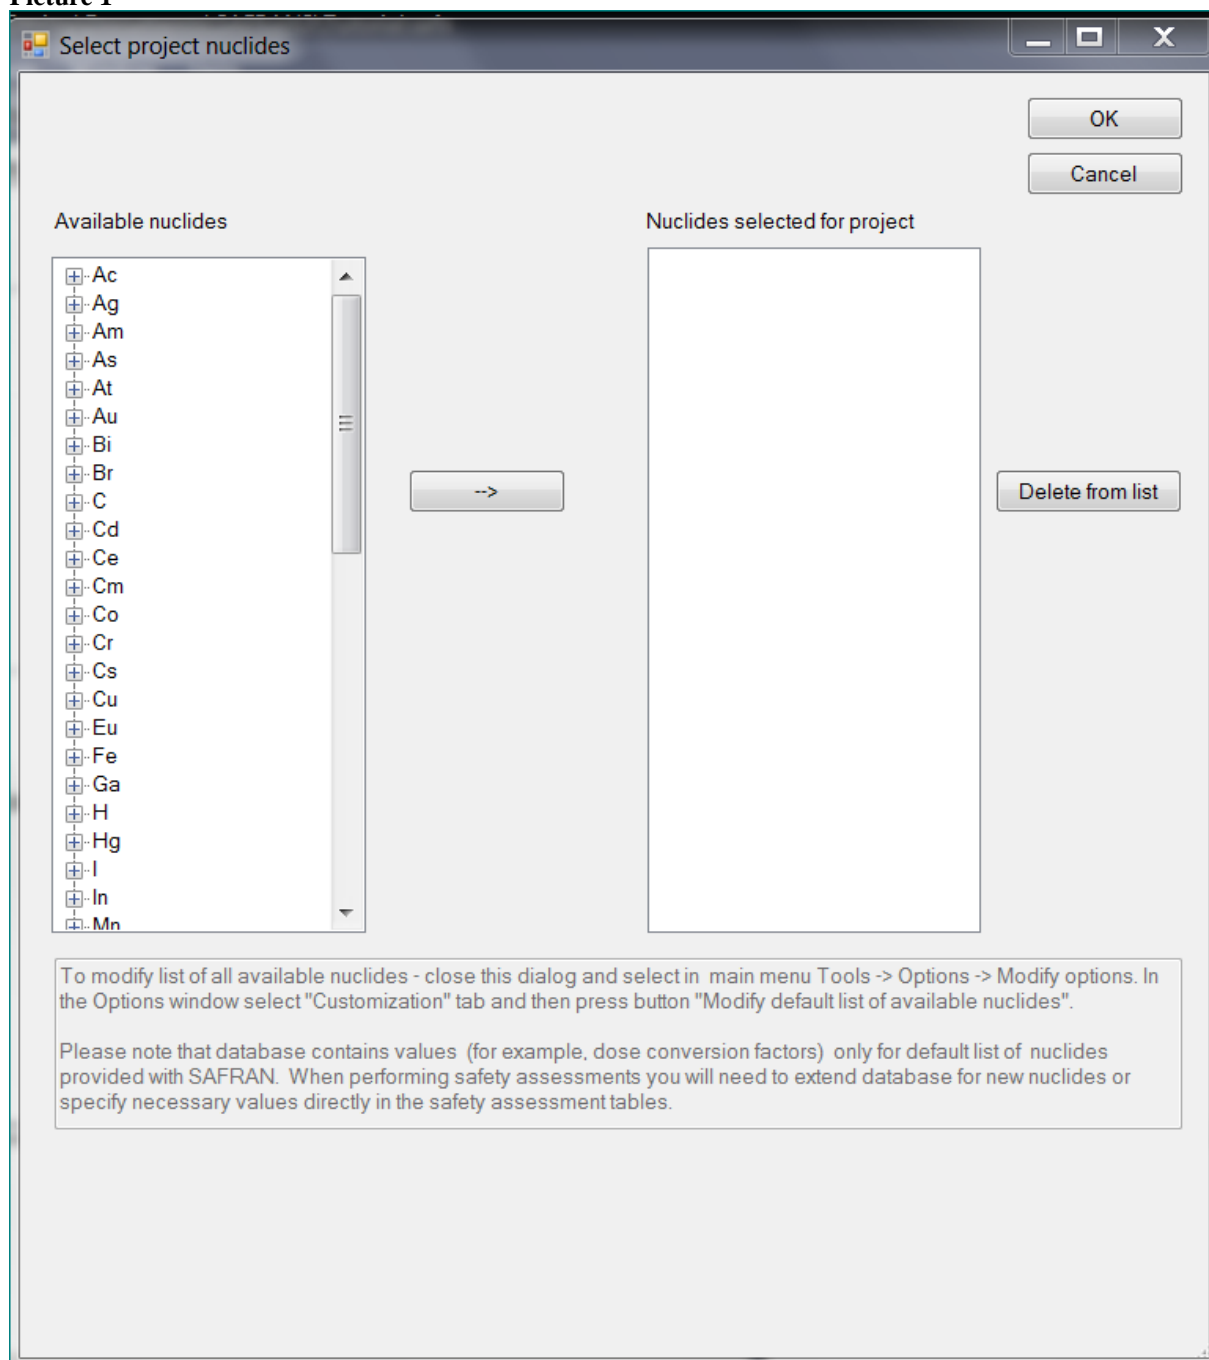 Picture 1
Select project nuclides
OK
Cancel
Available nuclides
Nuclides selected for project
Ac
Ag
Am
As
At
Au
Bi
Br
C
Cd
Ce
Cm
Co
Cr
Cs
Cu
Eu
Fe
Ga
H
Hg
I
In
Mn
-->
Delete from list
To modify list of all available nuclides - close this dialog and select in  main menu Tools -> Options -> Modify options. In
the Options window select "Customization" tab and then press button "Modify default list of available nuclides".
Please note that database contains values  (for example, dose conversion factors)  only for default list of  nuclides
provided with SAFRAN.  When performing safety assessments you will need to extend database for new nuclides or
specify necessary values directly in the safety assessment tables.